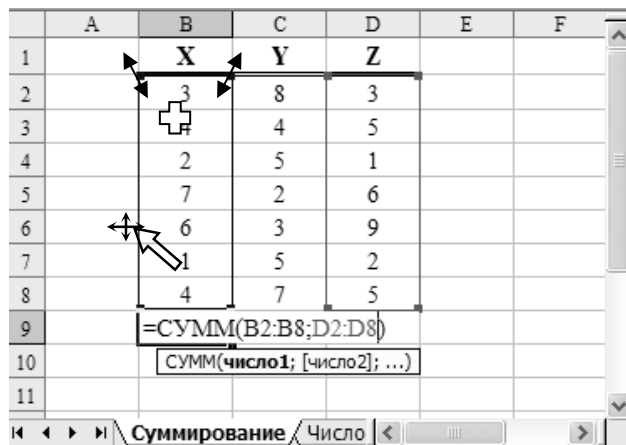 A B C D E F
1 X Y Z
2 3 8 3
3 4 4 5
4 2 5 1
5 7 2 6
6 6 3 9
7 1 5 2
8 4 7 5
9 =СУММ(B2:B8;D2:D8)
10 СУММ(число1; [число2]; ...)
11
Суммирование Число